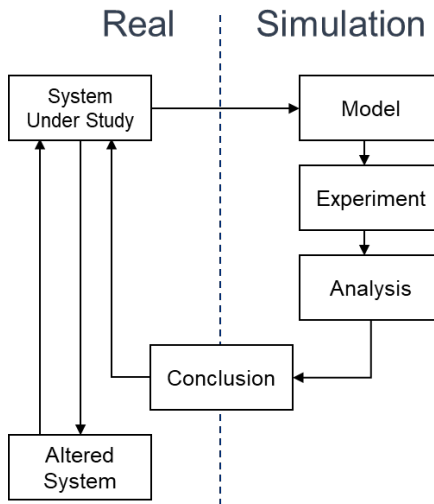 Real
Simulation
System
Under Study
Model
Experiment
Analysis
Conclusion
Altered
System